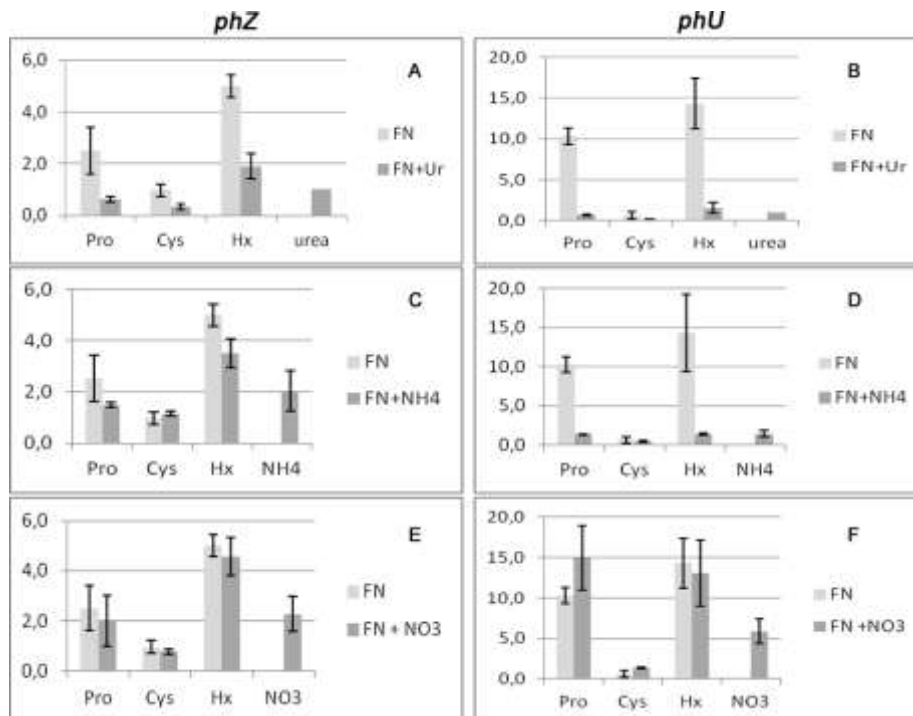 phZ
phU
A
6,0
4,0
2,0
0,0
Pro Cys Hx urea
FN
FN+Ur
B
20,0
15,0
10,0
5,0
0,0
Pro Cys Hx urea
FN
FN+Ur
C
6,0
4,0
2,0
0,0
Pro Cys Hx NH4
FN
FN+NH4
D
20,0
15,0
10,0
5,0
0,0
Pro Cys Hx NH4
FN
FN+NH4
E
6,0
4,0
2,0
0,0
Pro Cys Hx NO3
FN
FN + NO3
F
20,0
15,0
10,0
5,0
0,0
Pro Cys Hx NO3
FN
FN +NO3